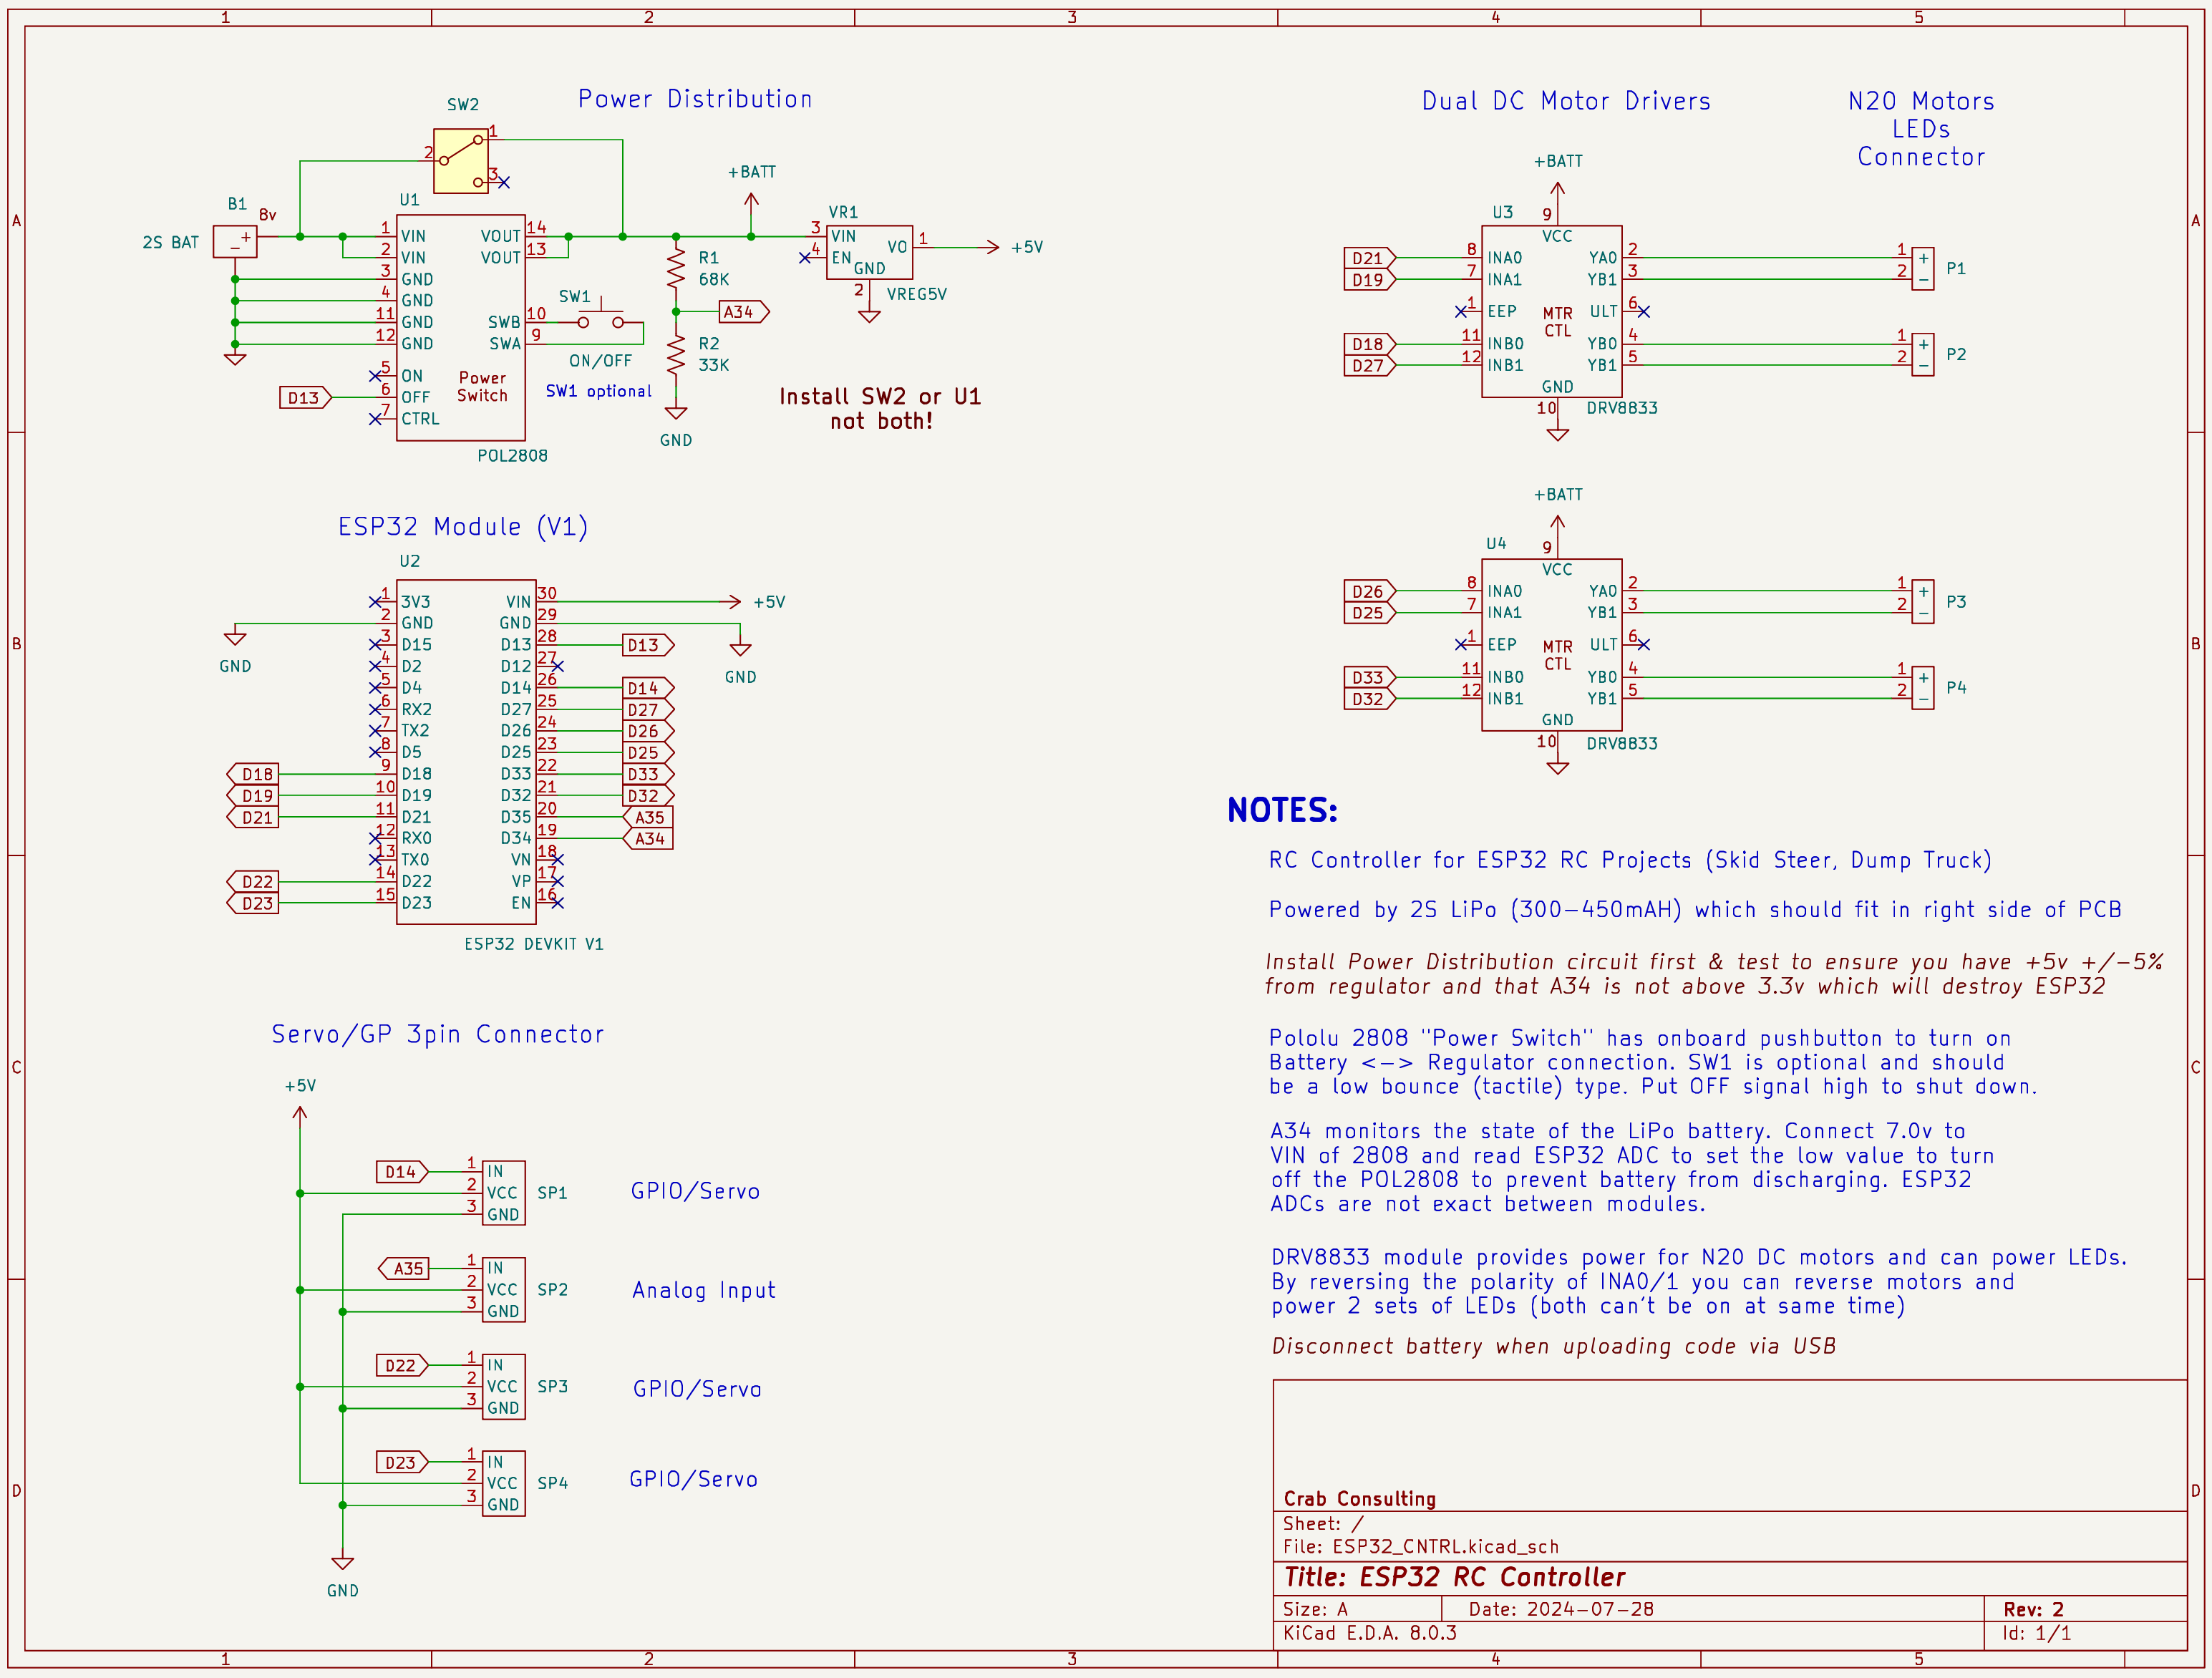 1 2 3 4 5
A
B
C
D
Power Distribution
SW2
1
2
3
+BATT
U1
B1
8v
2S BAT
+
-
1 VIN
2 VIN
3 GND
4 GND
11 GND
12 GND
5 ON
6 OFF
7 CTRL
D13
VOUT 14
VOUT 13
SWB 10
SWA 9
Power
Switch
POL2808
SW1
ON/OFF
SW1 optional
R1
68K
A34
R2
33K
GND
VR1
3 VIN
4 EN
GND
VO 1
2
VREG5V
+5V
Install SW2 or U1
not both!
Dual DC Motor Drivers
N20 Motors
LEDs
Connector
+BATT
U3
9
VCC
D21 8 INA0
D19 7 INA1
1 EEP
D18 11 INB0
D27 12 INB1
MTR
CTL
YA0 2
YB1 3
ULT 6
YB0 4
YB1 5
GND
10
DRV8833
1 +
2 -
P1
1 +
2 -
P2
+BATT
U4
9
VCC
D26 8 INA0
D25 7 INA1
1 EEP
D33 11 INB0
D32 12 INB1
MTR
CTL
YA0 2
YB1 3
ULT 6
YB0 4
YB1 5
GND
10
DRV8833
1 +
2 -
P3
1 +
2 -
P4
ESP32 Module (V1)
U2
1 3V3
2 GND
3 D15
4 D2
5 D4
6 RX2
7 TX2
8 D5
D18 9 D18
D19 10 D19
D21 11 D21
12 RX0
13 TX0
D22 14 D22
D23 15 D23
GND
VIN 30 +5V
GND 29
D13 28 D13
D12 27
D14 26 D14
D27 25 D27
D26 24 D26
D25 23 D25
D33 22 D33
D32 21 D32
D35 20 A35
D34 19 A34
VN 18
VP 17
EN 16
GND
ESP32 DEVKIT V1
Servo/GP 3pin Connector
+5V
D14 1 IN
2 VCC
3 GND
SP1
GPIO/Servo
A35 1 IN
2 VCC
3 GND
SP2
Analog Input
D22 1 IN
2 VCC
3 GND
SP3
GPIO/Servo
D23 1 IN
2 VCC
3 GND
SP4
GPIO/Servo
GND
NOTES:
RC Controller for ESP32 RC Projects (Skid Steer, Dump Truck)
Powered by 2S LiPo (300-450mAH) which should fit in right side of PCB
Install Power Distribution circuit first & test to ensure you have +5v +/-5%
from regulator and that A34 is not above 3.3v which will destroy ESP32
Pololu 2808 "Power Switch" has onboard pushbutton to turn on
Battery <-> Regulator connection. SW1 is optional and should
be a low bounce (tactile) type. Put OFF signal high to shut down.
A34 monitors the state of the LiPo battery. Connect 7.0v to
VIN of 2808 and read ESP32 ADC to set the low value to turn
off the POL2808 to prevent battery from discharging. ESP32
ADCs are not exact between modules.
DRV8833 module provides power for N20 DC motors and can power LEDs.
By reversing the polarity of INA0/1 you can reverse motors and
power 2 sets of LEDs (both can't be on at same time)
Disconnect battery when uploading code via USB
Crab Consulting
Sheet: /
File: ESP32_CNTRL.kicad_sch
Title: ESP32 RC Controller
Size: A
Date: 2024-07-28
Rev: 2
KiCad E.D.A. 8.0.3
Id: 1/1
A
B
C
D
1 2 3 4 5